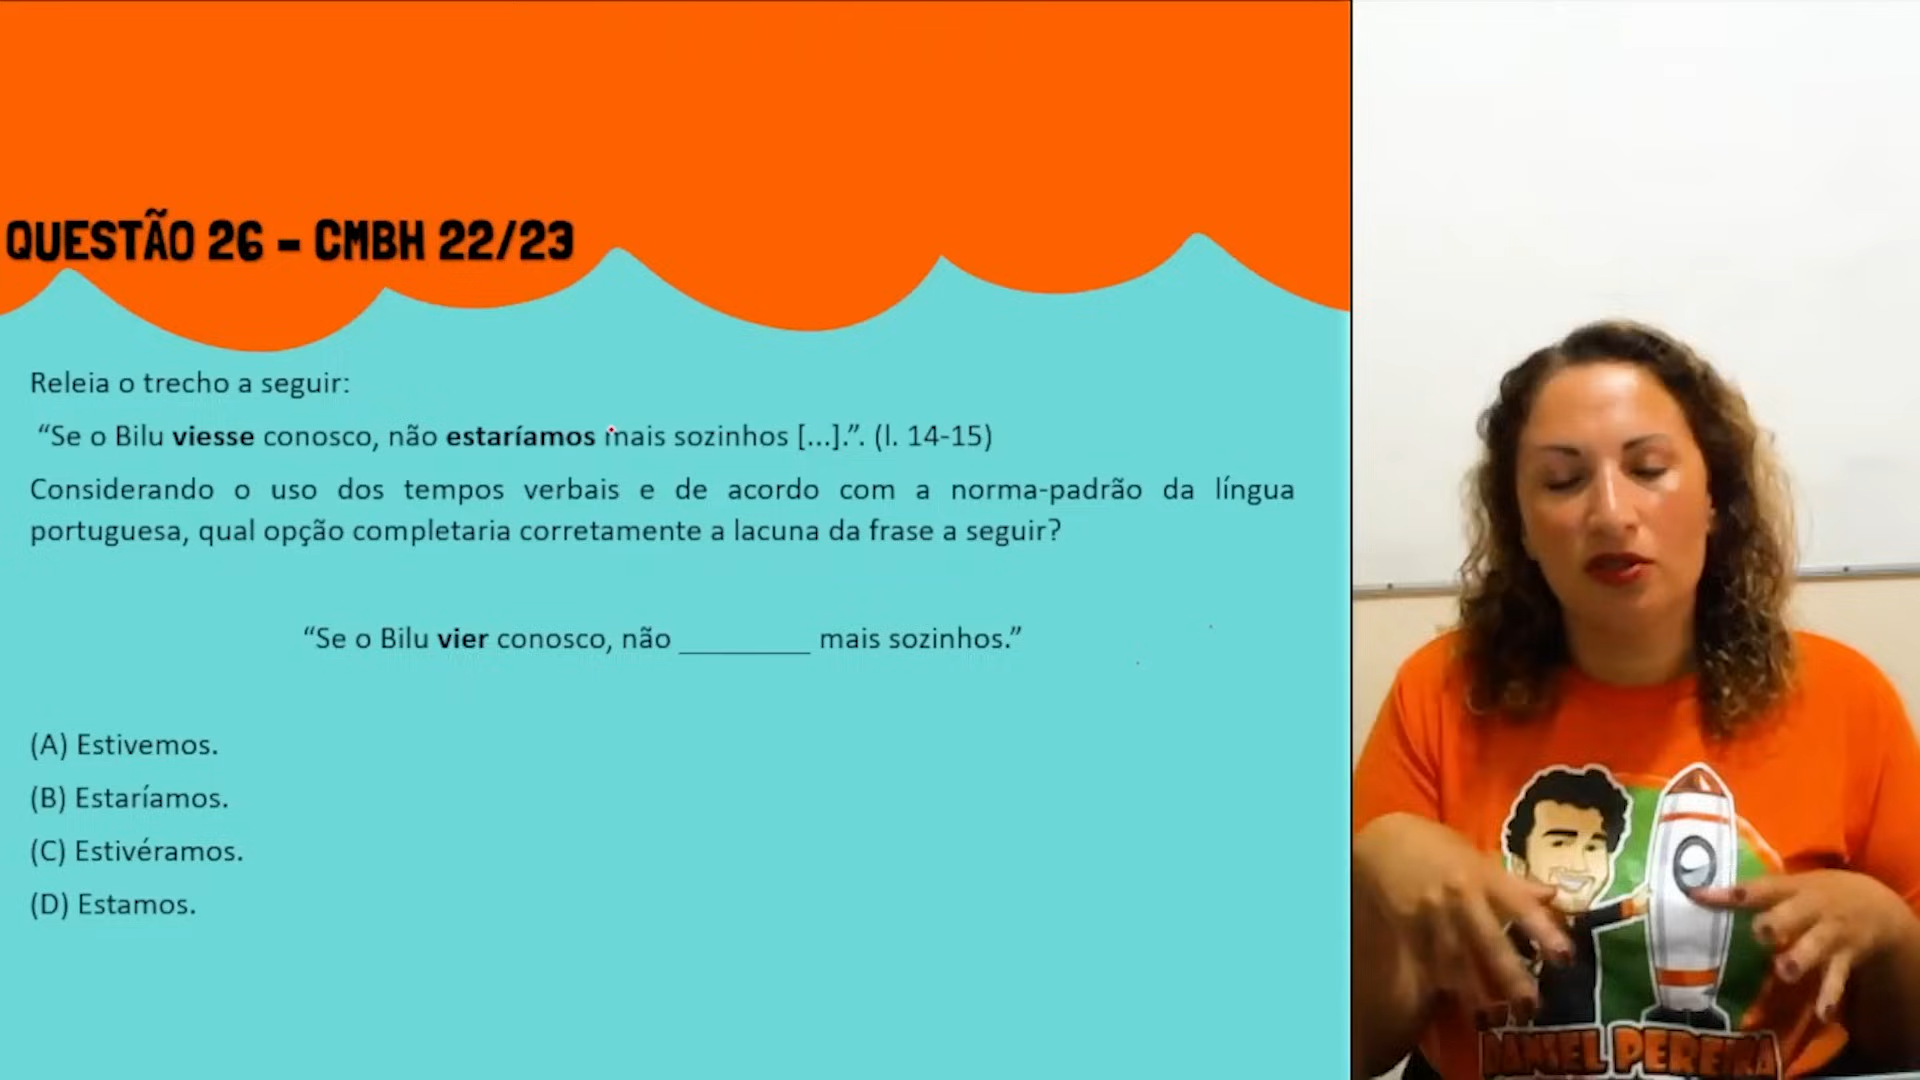 QUESTÃO 26 - CMBH 22/23
Releia o trecho a seguir:
“Se o Bilu viesse conosco, não estaríamos mais sozinhos [...].”. (l. 14-15)
Considerando o uso dos tempos verbais e de acordo com a norma-padrão da língua
portuguesa, qual opção completaria corretamente a lacuna da frase a seguir?
“Se o Bilu vier conosco, não _________ mais sozinhos.”
(A) Estivemos.
(B) Estaríamos.
(C) Estivéramos.
(D) Estamos.
DANIEL PEREIRA